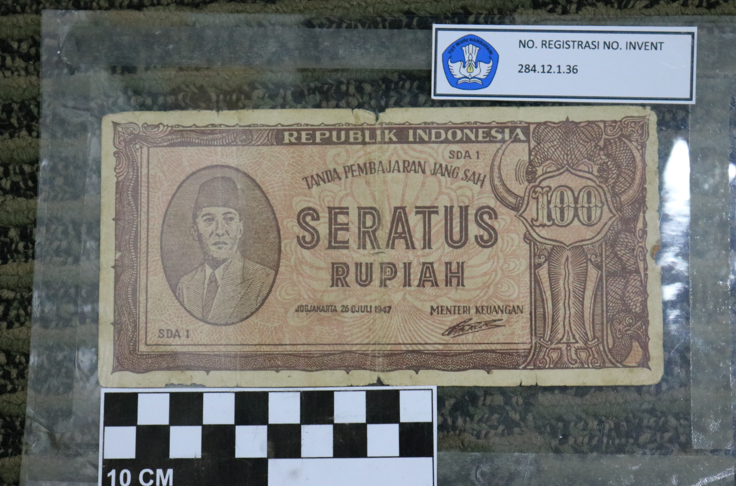 NO. REGISTRASI NO. INVENT
284.12.1.36
REPUBLIK INDONESIA
SDA 1
TANDA PEMBAJARAN JANG SAH
100
SERATUS
RUPIAH
JOGJAKARTA 26 DJULI 1947
MENTERI KEUANGAN
SDA 1
10 CM